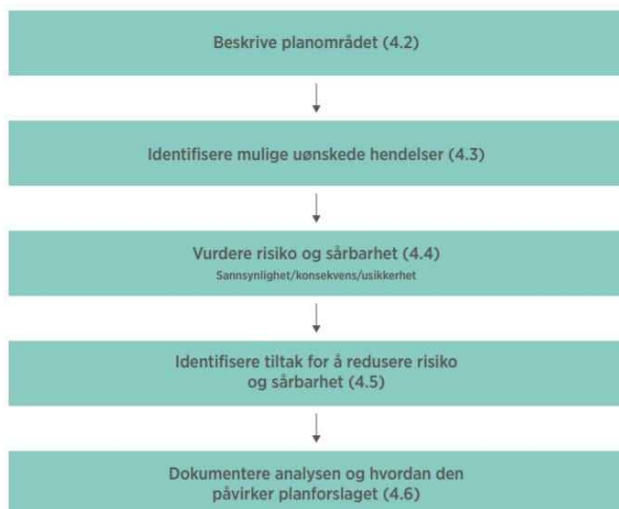 Beskrive planområdet (4.2)
Identifisere mulige uønskede hendelser (4.3)
Vurdere risiko og sårbarhet (4.4)
Sannsynlighet/konsekvens/usikkerhet
Identifisere tiltak for å redusere risiko
og sårbarhet (4.5)
Dokumentere analysen og hvordan den
påvirker planforslaget (4.6)